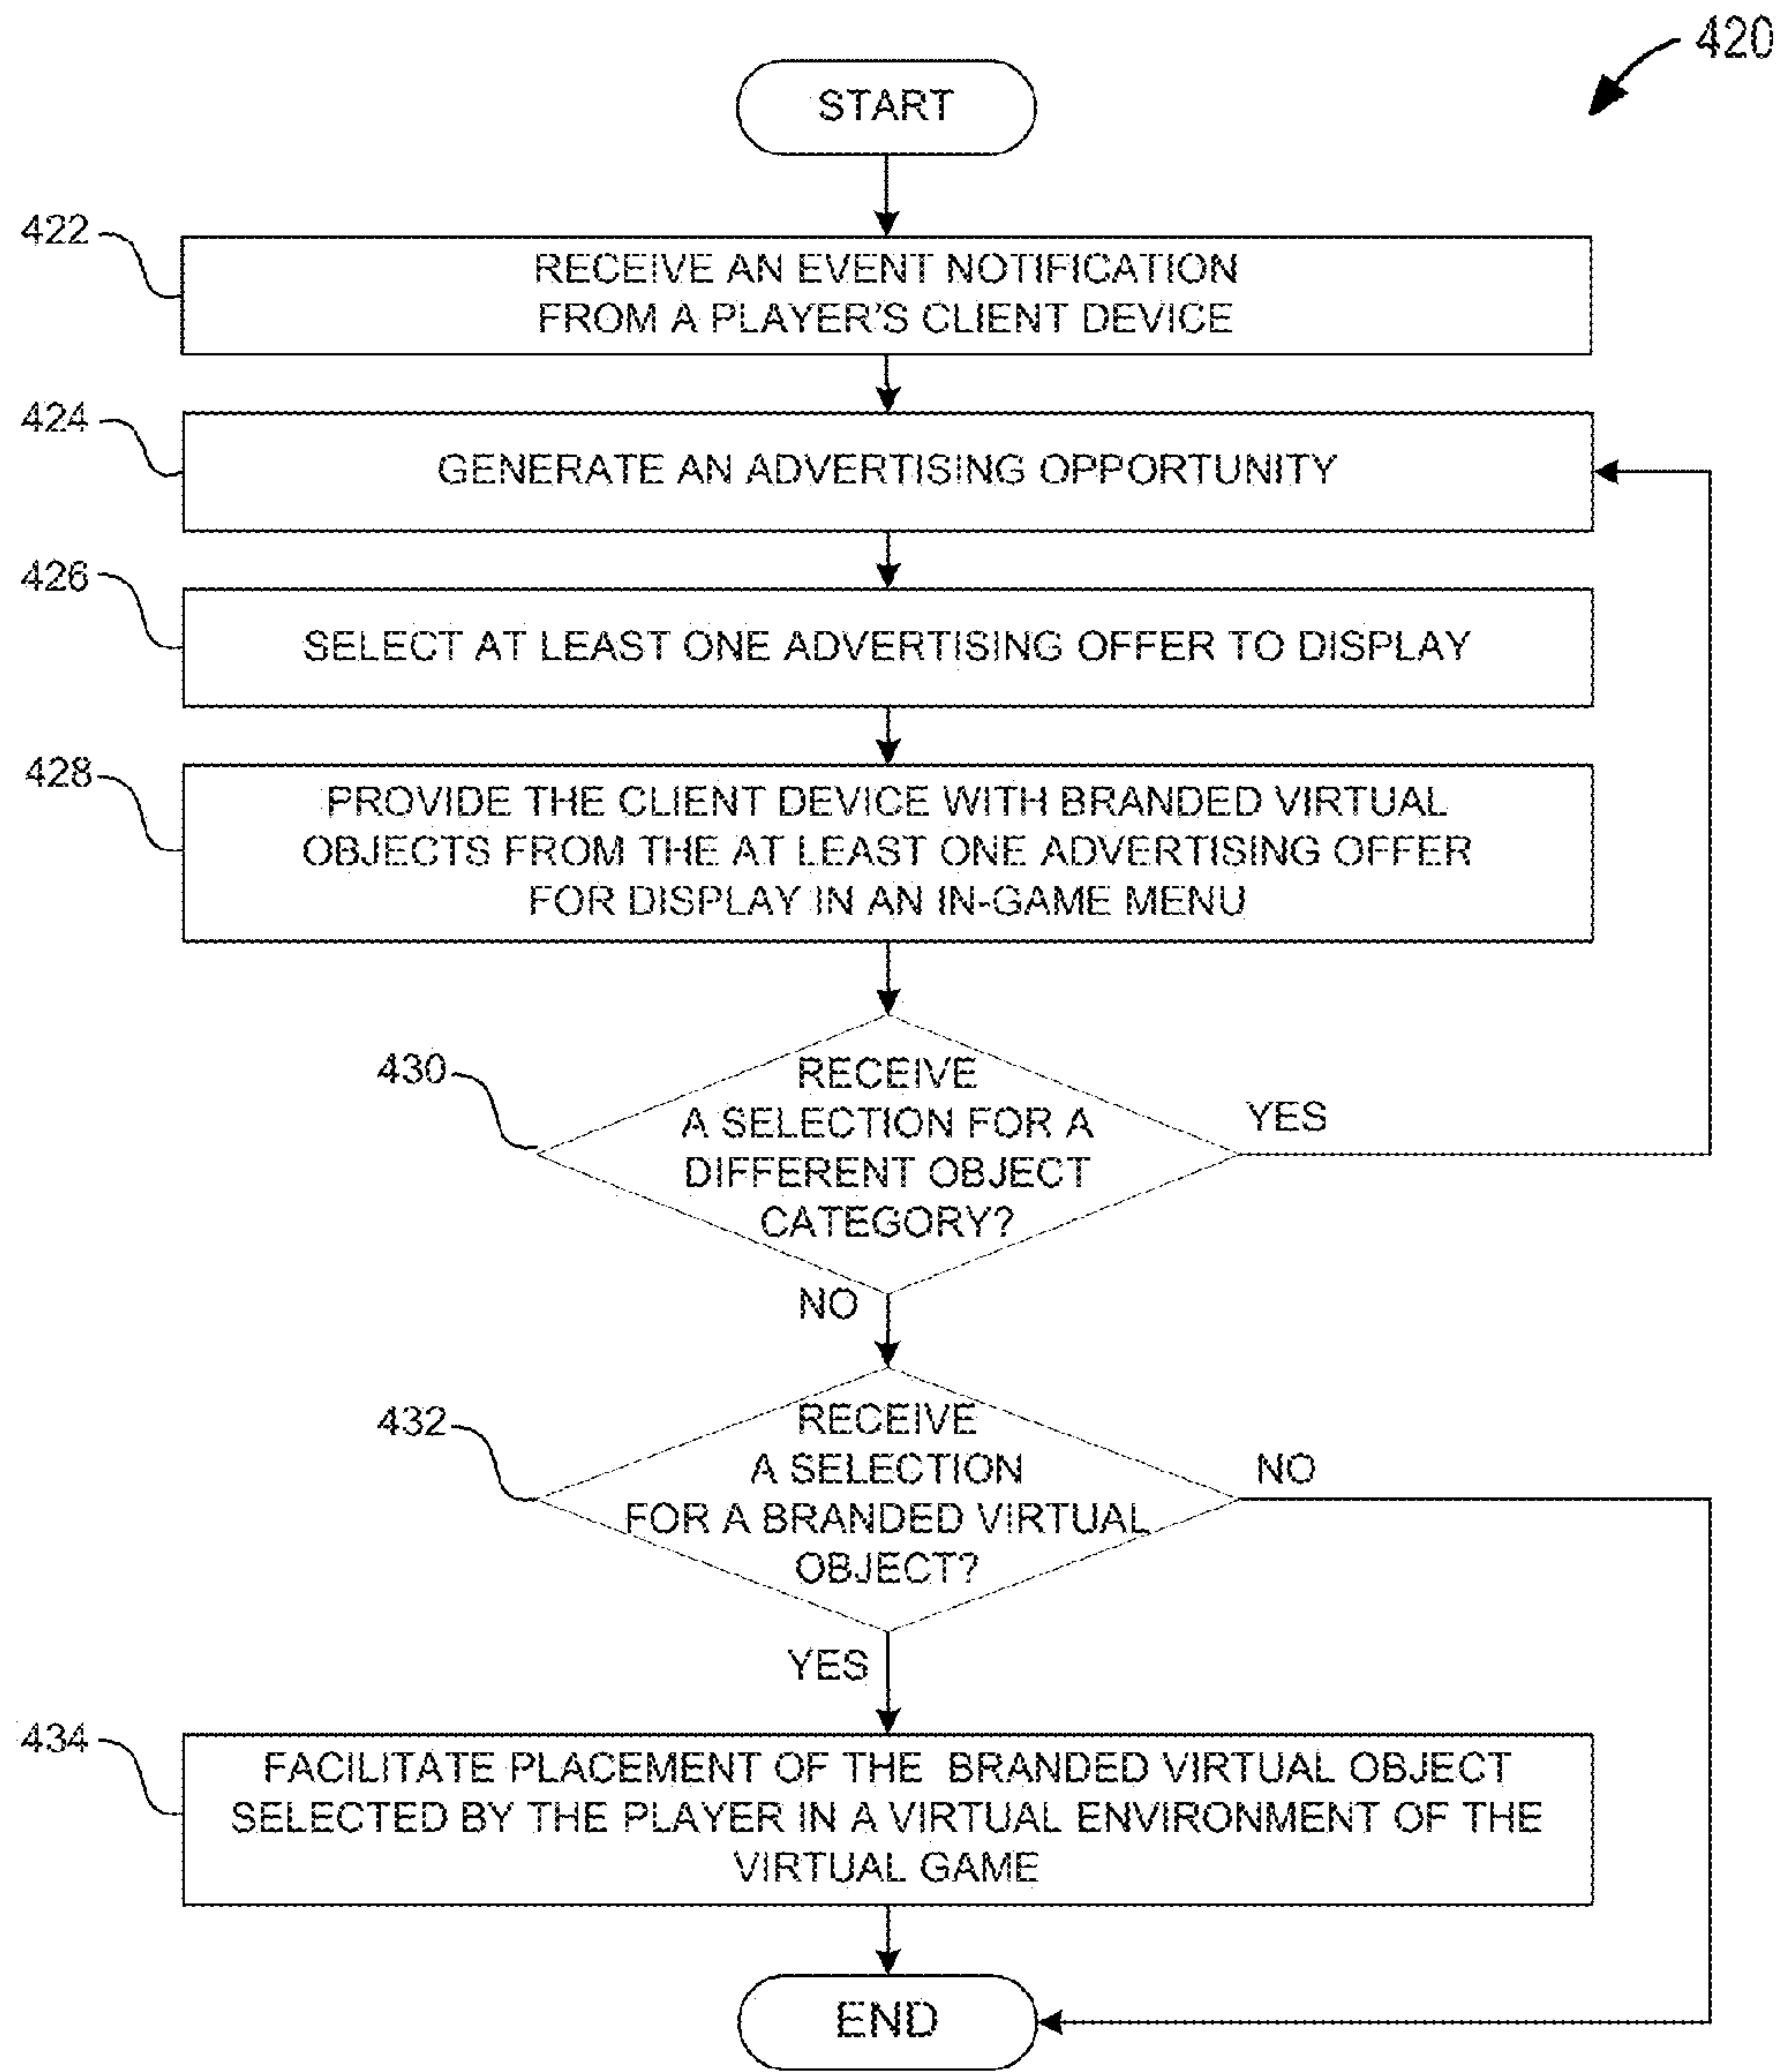 420
START
422
RECEIVE AN EVENT NOTIFICATION
FROM A PLAYER'S CLIENT DEVICE
424
GENERATE AN ADVERTISING OPPORTUNITY
426
SELECT AT LEAST ONE ADVERTISING OFFER TO DISPLAY
428
PROVIDE THE CLIENT DEVICE WITH BRANDED VIRTUAL
OBJECTS FROM THE AT LEAST ONE ADVERTISING OFFER
FOR DISPLAY IN AN IN-GAME MENU
430
RECEIVE
A SELECTION FOR A
DIFFERENT OBJECT
CATEGORY?
YES
NO
432
RECEIVE
A SELECTION
FOR A BRANDED VIRTUAL
OBJECT?
NO
YES
434
FACILITATE PLACEMENT OF THE BRANDED VIRTUAL OBJECT
SELECTED BY THE PLAYER IN A VIRTUAL ENVIRONMENT OF THE
VIRTUAL GAME
END